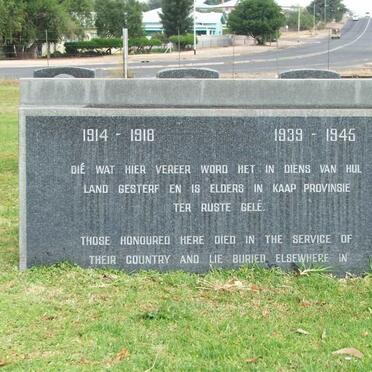 1914 - 1918 1939 - 1945
DIÉ WAT HIER VEREER WORD HET IN DIENS VAN HUL
LAND GESTERF EN IS ELDERS IN KAAP PROVINSIE
TER RUSTE GELÊ.
THOSE HONOURED HERE DIED IN THE SERVICE OF
THEIR COUNTRY AND LIE BURIED ELSEWHERE IN